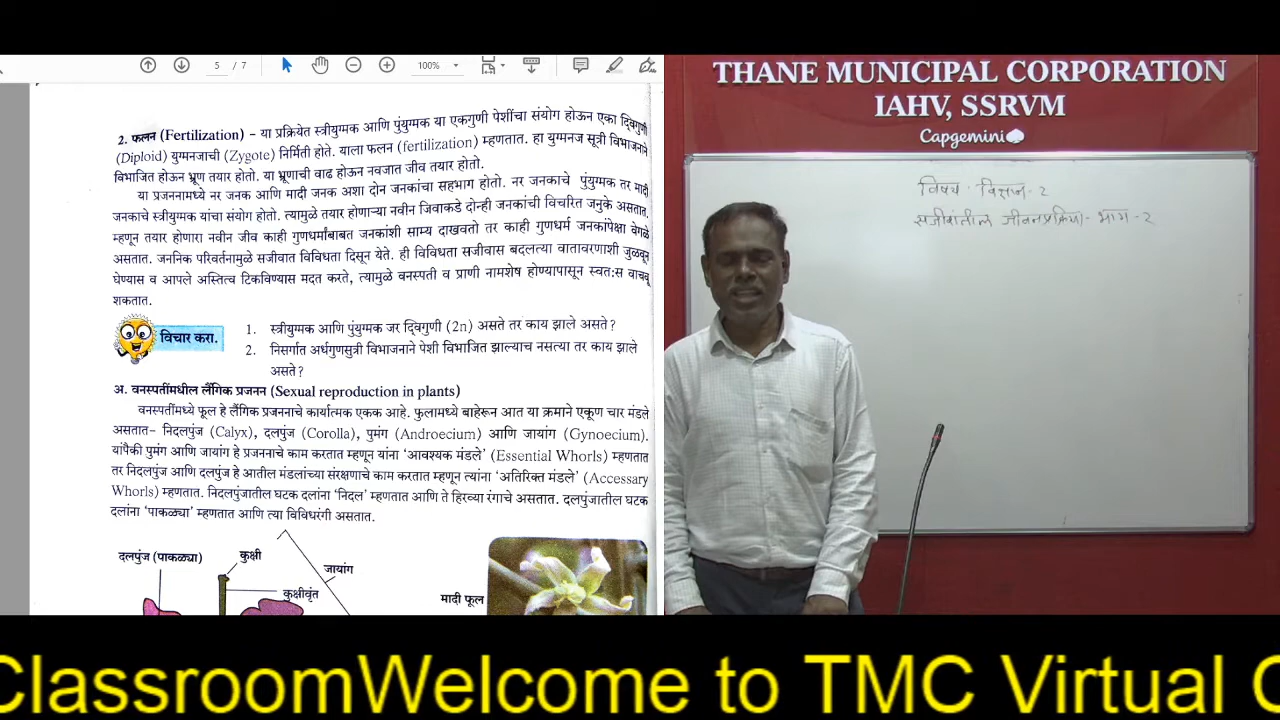 5 / 7
100%
2. फलन (Fertilization) - या प्रक्रियेत स्त्रीयुग्मक आणि पुंयुग्मक या एकगुणी पेशींचा संयोग होऊन एका द्विगुणी
(Diploid) युग्मनजाची (Zygote) निर्मिती होते. याला फलन (fertilization) म्हणतात. हा युग्मनज सूत्री विभाजनाने
विभाजित होऊन भ्रूण तयार होतो. या भ्रूणाची वाढ होऊन नवजात जीव तयार होतो.
या प्रजननामध्ये नर जनक आणि मादी जनक अशा दोन जनकांचा सहभाग होतो. नर जनकाचे पुंयुग्मक तर मादी
जनकाचे स्त्रीयुग्मक यांचा संयोग होतो. त्यामुळे तयार होणाऱ्या नवीन जिवाकडे दोन्ही जनकांची विचरित जनुके असतात.
म्हणून तयार होणारा नवीन जीव काही गुणधर्मांबाबत जनकांशी साम्य दाखवतो तर काही गुणधर्म जनकांपेक्षा वेगळे
असतात. जननिक परिवर्तनामुळे सजीवात विविधता दिसून येते. ही विविधता सजीवास बदलत्या वातावरणाशी जुळवून
घेण्यास व आपले अस्तित्व टिकविण्यास मदत करते, त्यामुळे वनस्पती व प्राणी नामशेष होण्यापासून स्वत:स वाचवू
शकतात.
विचार करा.
1. स्त्रीयुग्मक आणि पुंयुग्मक जर द्विगुणी (2n) असते तर काय झाले असते?
2. निसर्गात अर्धगुणसुत्री विभाजनाने पेशी विभाजित झाल्याच नसत्या तर काय झाले
असते?
अ. वनस्पतींमधील लैंगिक प्रजनन (Sexual reproduction in plants)
वनस्पतींमध्ये फूल हे लैंगिक प्रजननाचे कार्यात्मक एकक आहे. फुलामध्ये बाहेरून आत या क्रमाने एकूण चार मंडले
असतात- निदलपुंज (Calyx), दलपुंज (Corolla), पुमंग (Androecium) आणि जायांग (Gynoecium).
यांपैकी पुमंग आणि जायांग हे प्रजननाचे काम करतात म्हणून यांना 'आवश्यक मंडले' (Essential Whorls) म्हणतात
तर निदलपुंज आणि दलपुंज हे आतील मंडलांच्या संरक्षणाचे काम करतात म्हणून त्यांना 'अतिरिक्त मंडले' (Accessary
Whorls) म्हणतात. निदलपुंजातील घटक दलांना 'निदल' म्हणतात आणि ते हिरव्या रंगाचे असतात. दलपुंजातील घटक
दलांना 'पाकळ्या' म्हणतात आणि त्या विविधरंगी असतात.
दलपुंज (पाकळ्या)
कुक्षी
जायांग
कुक्षीवृंत
मादी फूल
THANE MUNICIPAL CORPORATION
IAHV, SSRVM
Capgemini
विषय - विज्ञान - २
सजीवांतील जीवनप्रक्रिया - भाग - २
ClassroomWelcome to TMC Virtual C